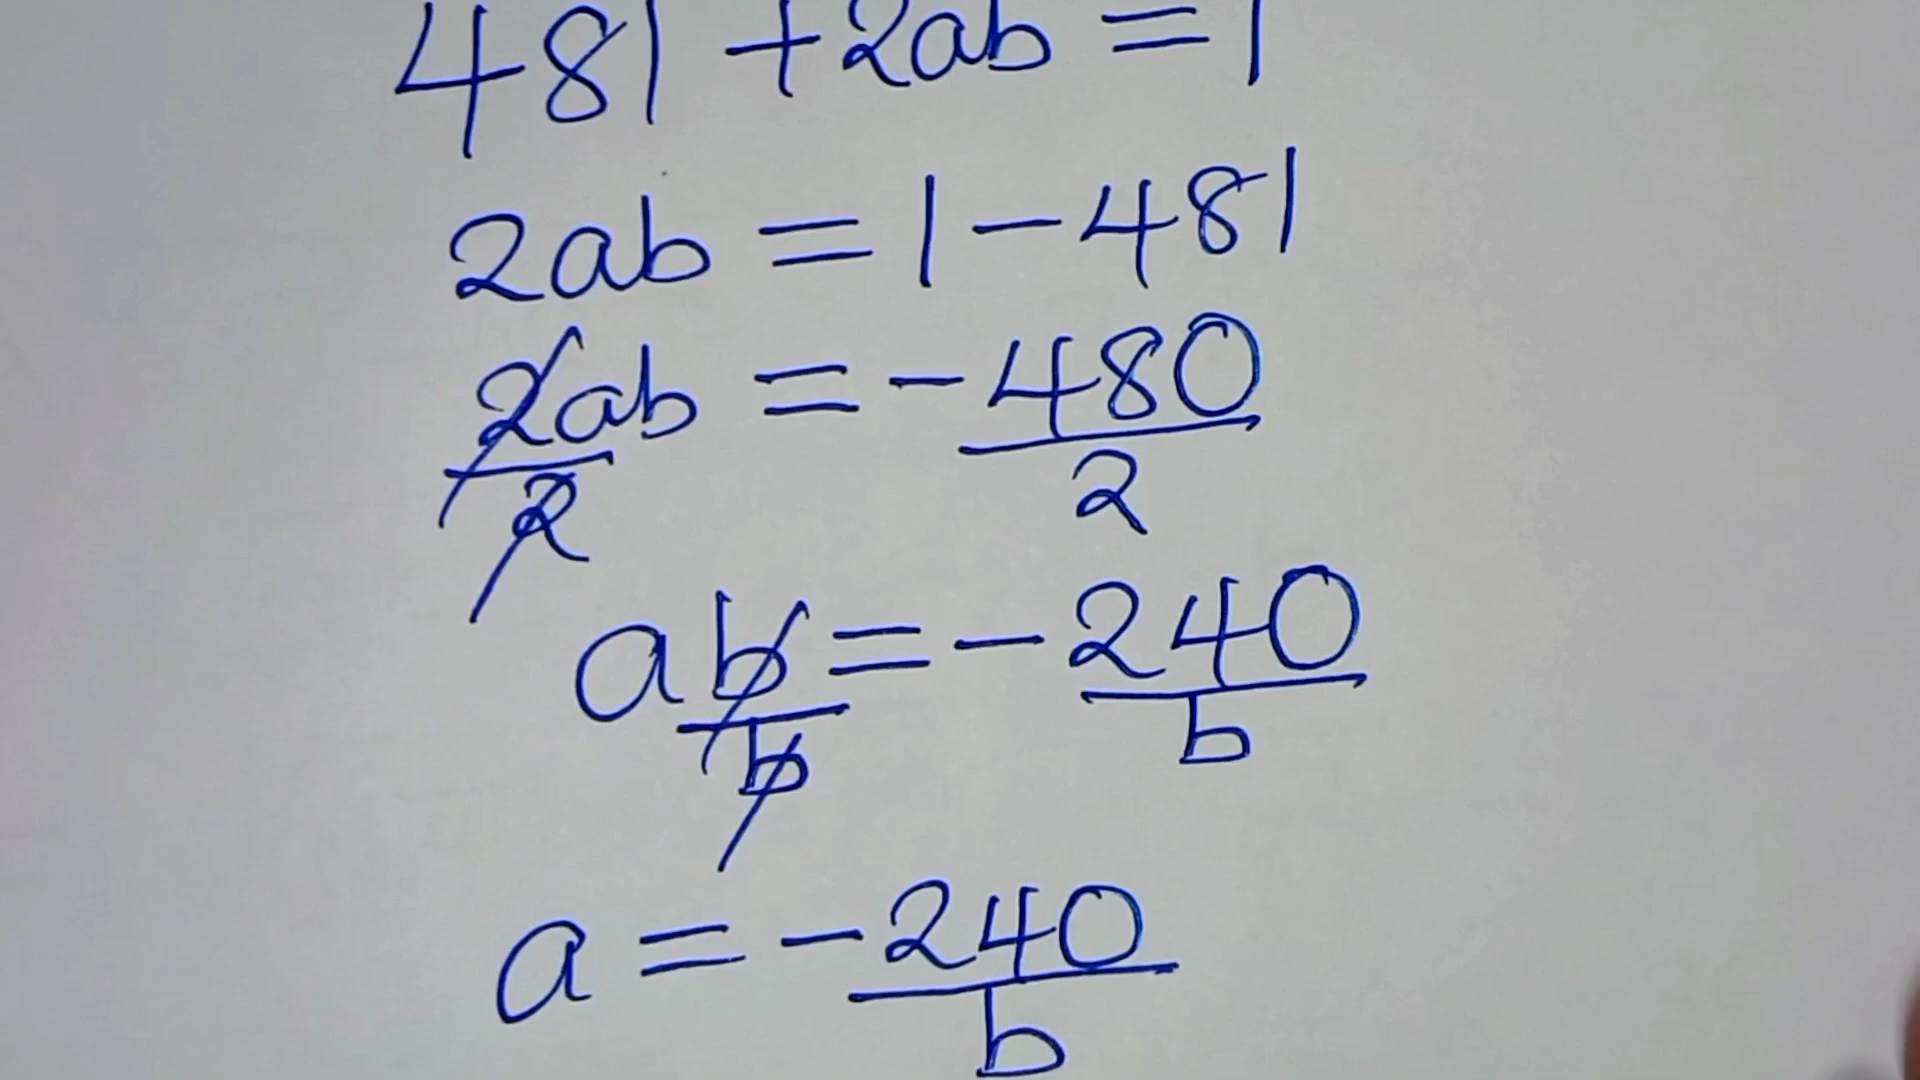 481 + 2ab = 1
2ab = 1 - 481
2ab/2 = -480/2
ab/b = -240/b
a = -240/b